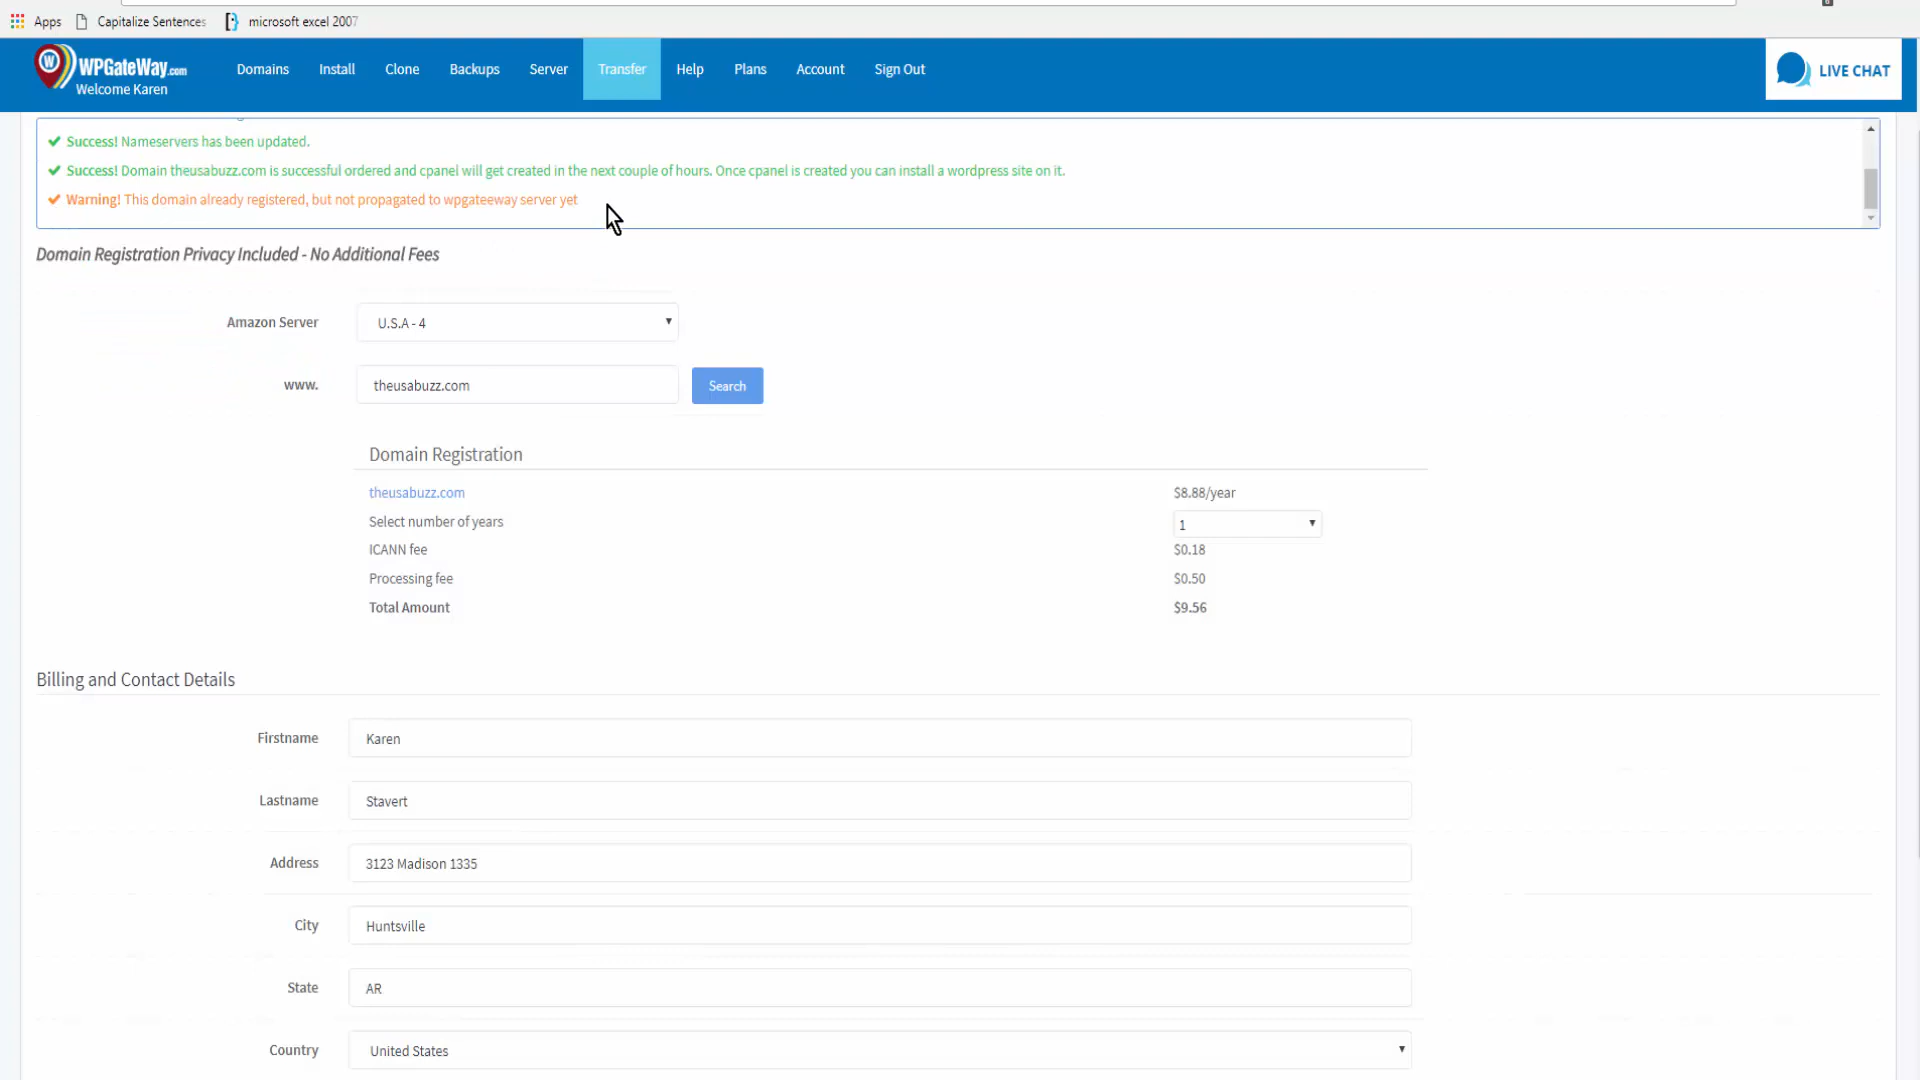 Apps
Capitalize Sentences
microsoft excel 2007
W
WPGateWay.com
Welcome Karen
Domains
Install
Clone
Backups
Server
Transfer
Help
Plans
Account
Sign Out
LIVE CHAT
Success! Nameservers has been updated.
Success! Domain theusabuzz.com is successful ordered and cpanel will get created in the next couple of hours. Once cpanel is created you can install a wordpress site on it.
Warning! This domain already registered, but not propagated to wpgateeway server yet
Domain Registration Privacy Included - No Additional Fees
Amazon Server
U.S.A - 4
www.
theusabuzz.com
Search
Domain Registration
theusabuzz.com $8.88/year
Select number of years 1
ICANN fee $0.18
Processing fee $0.50
Total Amount $9.56
Billing and Contact Details
Firstname Karen
Lastname Stavert
Address 3123 Madison 1335
City Huntsville
State AR
Country United States